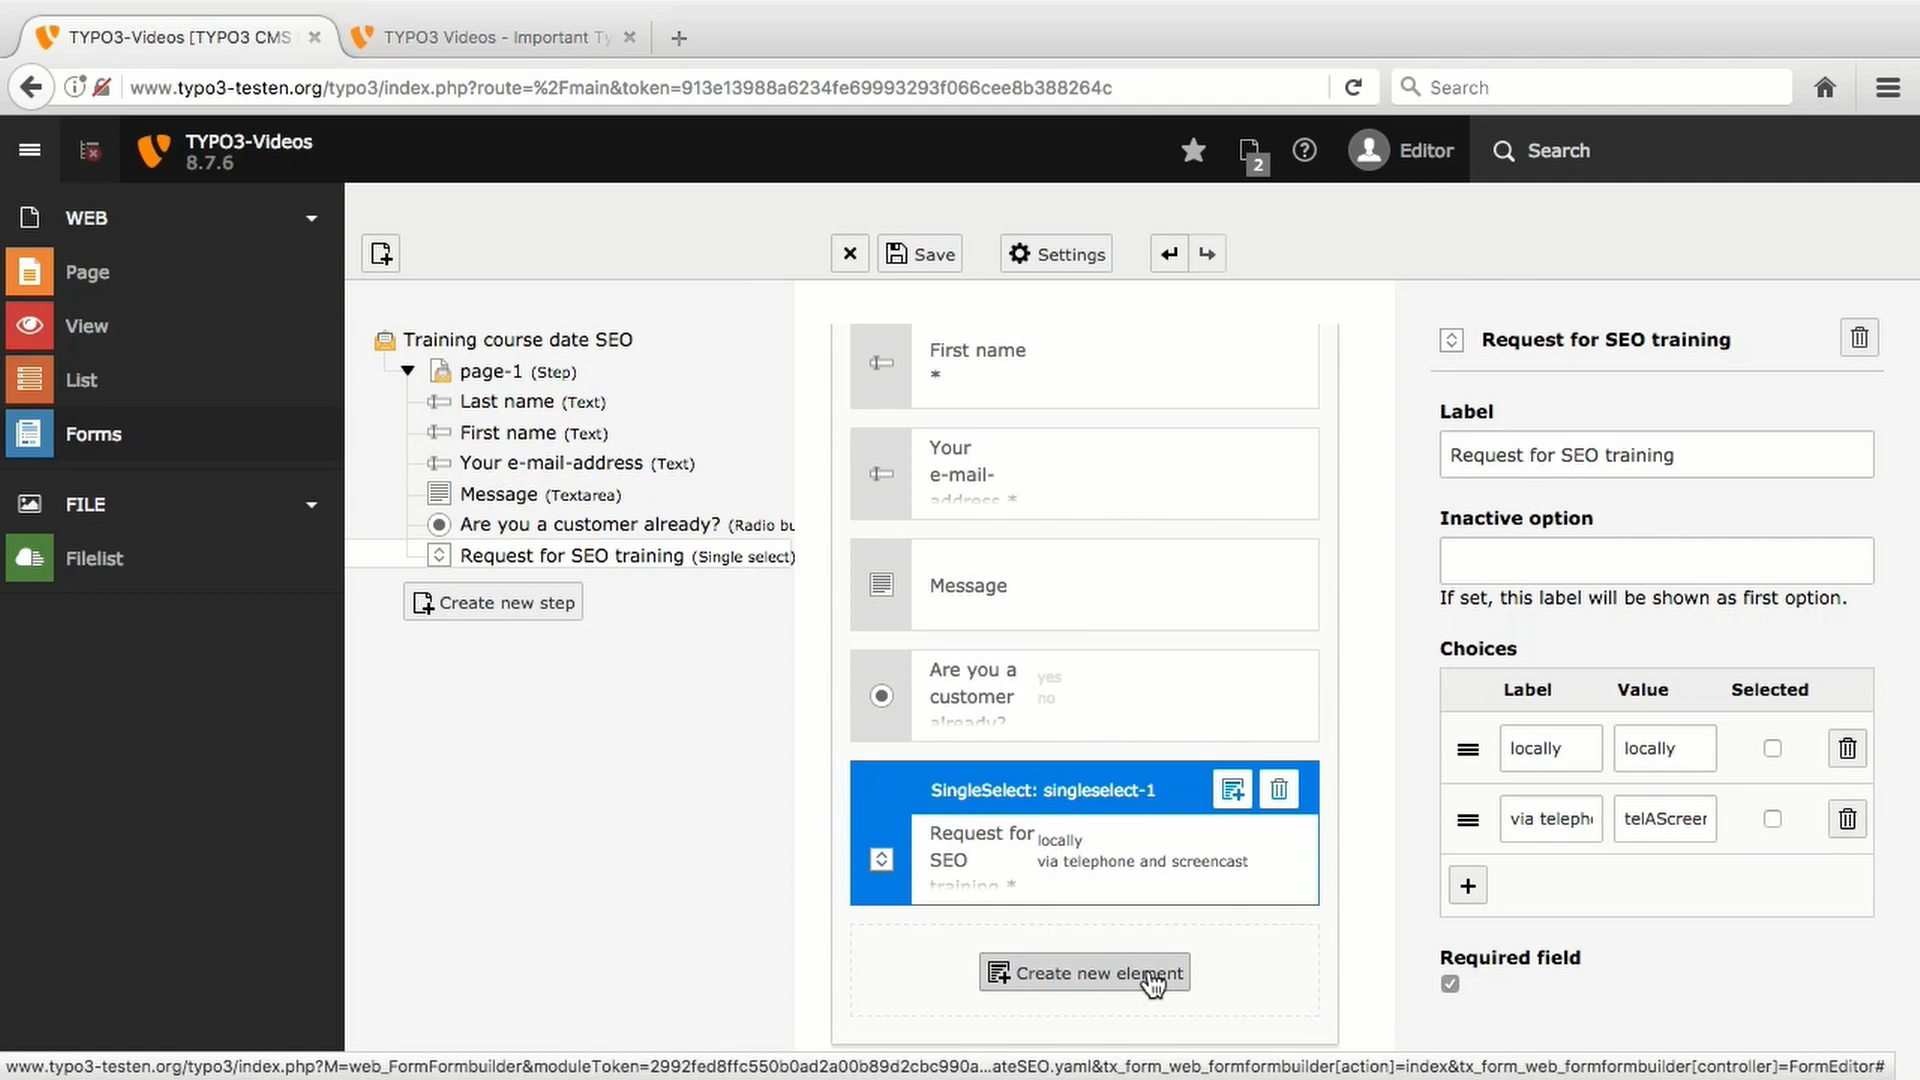 TYPO3-Videos [TYPO3 CMS
TYPO3 Videos - Important Ty
www.typo3-testen.org/typo3/index.php?route=%2Fmain&token=913e13988a6234fe69993293f066cee8b388264c
Search
TYPO3-Videos
8.7.6
2
Editor
Search
WEB
Page
View
List
Forms
FILE
Filelist
Save
Settings
Training course date SEO
page-1 (Step)
Last name (Text)
First name (Text)
Your e-mail-address (Text)
Message (Textarea)
Are you a customer already? (Radio bu
Request for SEO training (Single select)
Create new step
First name
*
Your
e-mail-
address *
Message
Are you a
customer
already?
yes
no
SingleSelect: singleselect-1
Request for
SEO
training *
locally
via telephone and screencast
Create new element
Request for SEO training
Label
Request for SEO training
Inactive option
If set, this label will be shown as first option.
Choices
Label Value Selected
locally locally
via teleph telAScreer
Required field
www.typo3-testen.org/typo3/index.php?M=web_FormFormbuilder&moduleToken=2992fed8ffc550b0ad2a00b89d2cbc990a...ateSEO.yaml&tx_form_web_formformbuilder[action]=index&tx_form_web_formformbuilder[controller]=FormEditor#